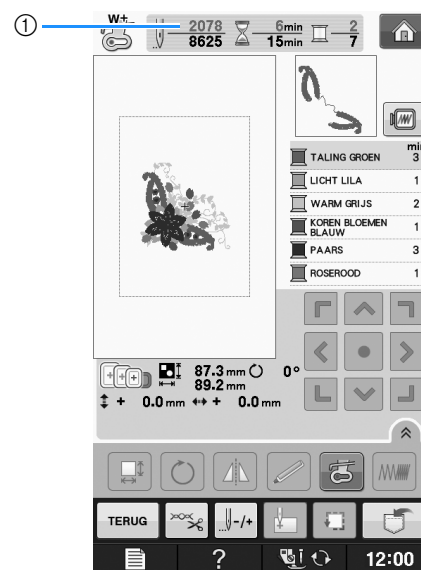 ①
W+
2078 6min 2
8625 15min 7
min
TALING GROEN 3
LICHT LILA 1
WARM GRIJS 2
KOREN BLOEMEN
BLAUW 1
PAARS 3
ROSEROOD 1
87.3 mm 0°
89.2 mm
+ 0.0 mm + 0.0 mm
TERUG -/+
? 12:00